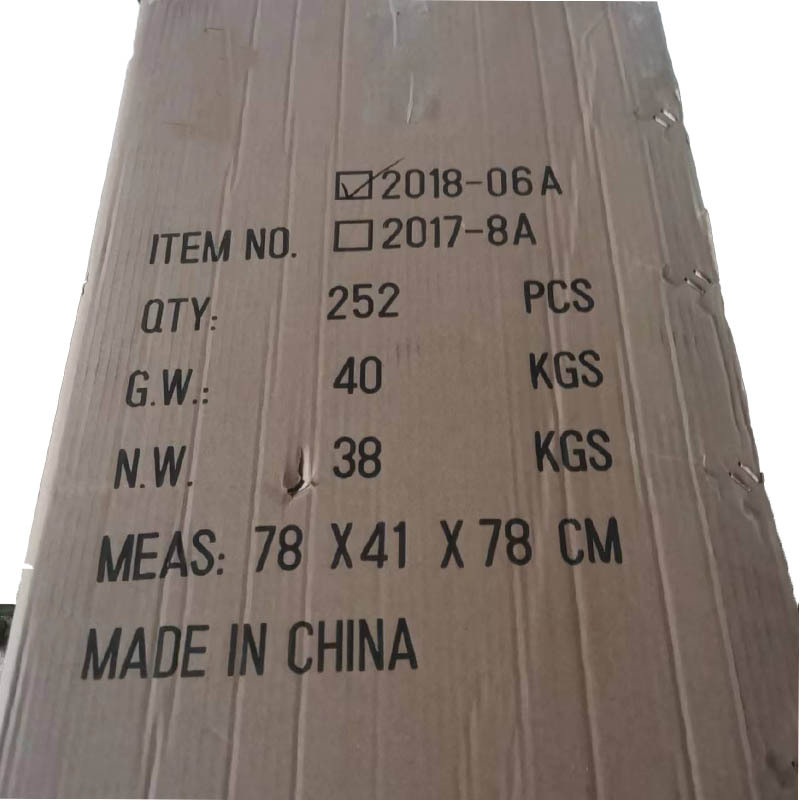 ☑2018-06A
ITEM NO. ☐2017-8A
QTY: 252 PCS
G.W.: 40 KGS
N.W. 38 KGS
MEAS: 78 X41 X78 CM
MADE IN CHINA